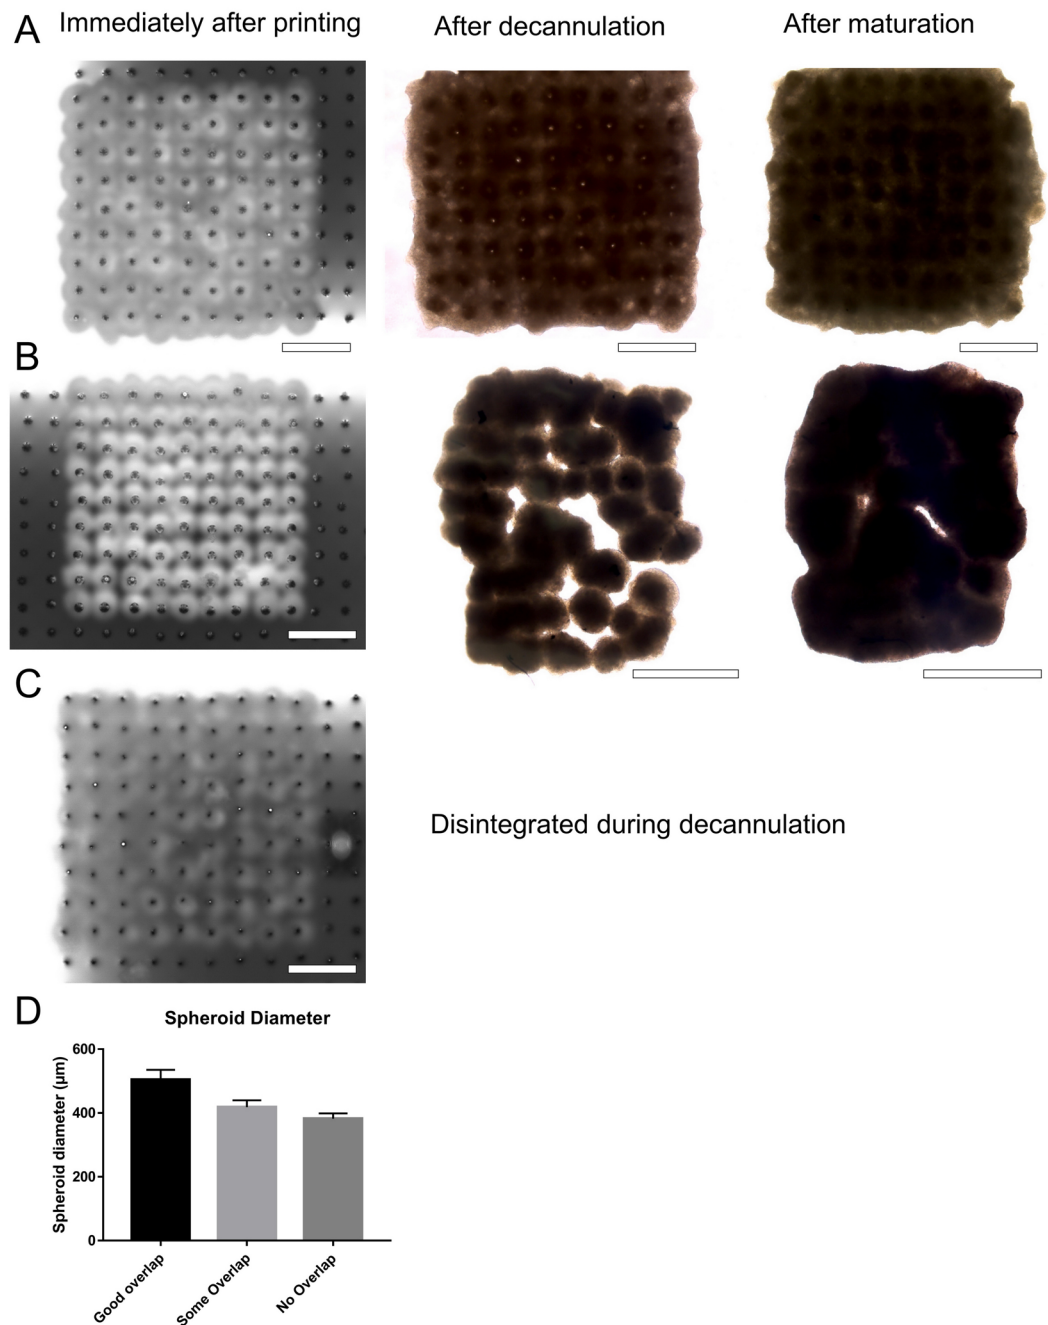 A
Immediately after printing
After decannulation
After maturation
B
C
Disintegrated during decannulation
D
Spheroid Diameter
Spheroid diameter (µm)
600
400
200
0
Good overlap
Some Overlap
No Overlap